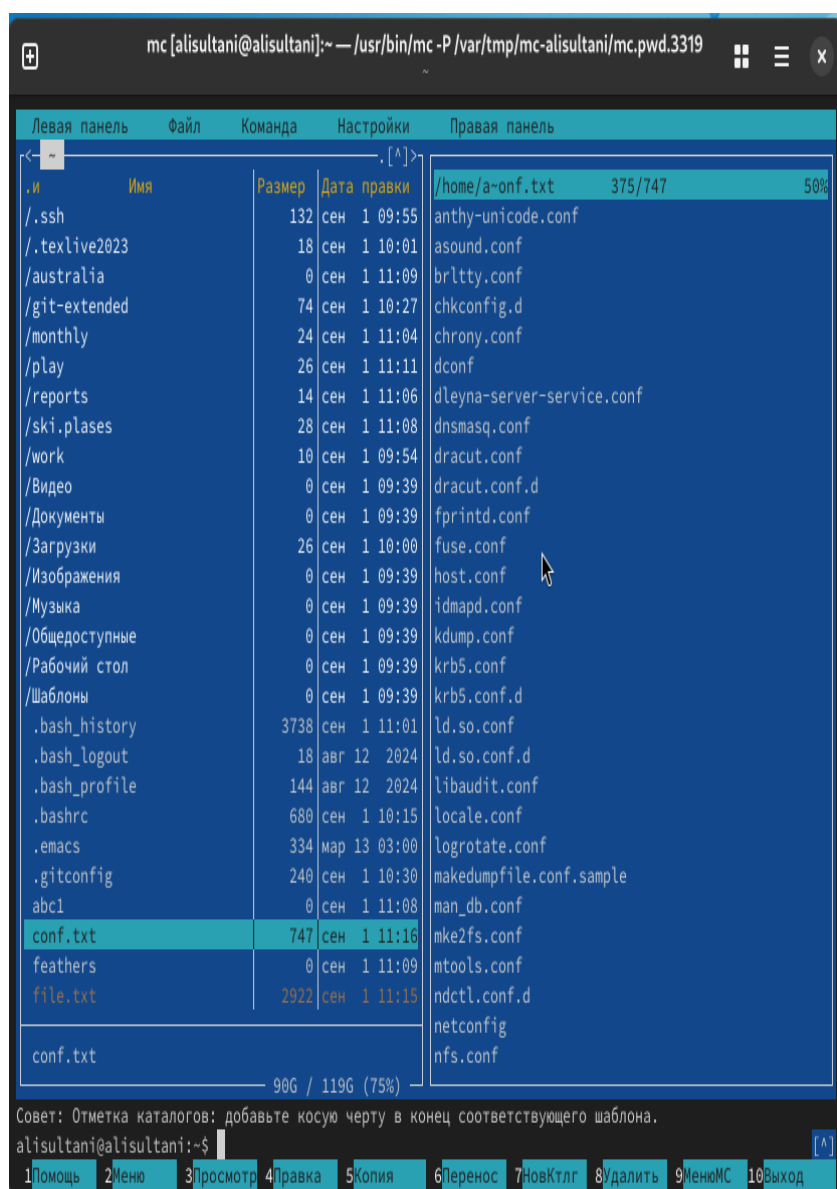 mc [alisultani@alisultani]:~ — /usr/bin/mc -P /var/tmp/mc-alisultani/mc.pwd.3319
~
Левая панель Файл Команда Настройки Правая панель
<- ~ .[^]>
.и Имя Размер Дата правки
/.ssh 132 сен 1 09:55
/.texlive2023 18 сен 1 10:01
/australia 0 сен 1 11:09
/git-extended 74 сен 1 10:27
/monthly 24 сен 1 11:04
/play 26 сен 1 11:11
/reports 14 сен 1 11:06
/ski.plases 28 сен 1 11:08
/work 10 сен 1 09:54
/Видео 0 сен 1 09:39
/Документы 0 сен 1 09:39
/Загрузки 26 сен 1 10:00
/Изображения 0 сен 1 09:39
/Музыка 0 сен 1 09:39
/Общедоступные 0 сен 1 09:39
/Рабочий стол 0 сен 1 09:39
/Шаблоны 0 сен 1 09:39
.bash_history 3738 сен 1 11:01
.bash_logout 18 авг 12 2024
.bash_profile 144 авг 12 2024
.bashrc 680 сен 1 10:15
.emacs 334 мар 13 03:00
.gitconfig 240 сен 1 10:30
abc1 0 сен 1 11:08
conf.txt 747 сен 1 11:16
feathers 0 сен 1 11:09
file.txt 2922 сен 1 11:15
conf.txt
90G / 119G (75%)
/home/a~onf.txt 375/747 50%
anthy-unicode.conf
asound.conf
brltty.conf
chkconfig.d
chrony.conf
dconf
dleyna-server-service.conf
dnsmasq.conf
dracut.conf
dracut.conf.d
fprintd.conf
fuse.conf
host.conf
idmapd.conf
kdump.conf
krb5.conf
krb5.conf.d
ld.so.conf
ld.so.conf.d
libaudit.conf
locale.conf
logrotate.conf
makedumpfile.conf.sample
man_db.conf
mke2fs.conf
mtools.conf
ndctl.conf.d
netconfig
nfs.conf
Совет: Отметка каталогов: добавьте косую черту в конец соответствующего шаблона.
alisultani@alisultani:~$ [^]
1Помощь 2Меню 3Просмотр 4Правка 5Копия 6Перенос 7НовКтлг 8Удалить 9МенюMC 10Выход